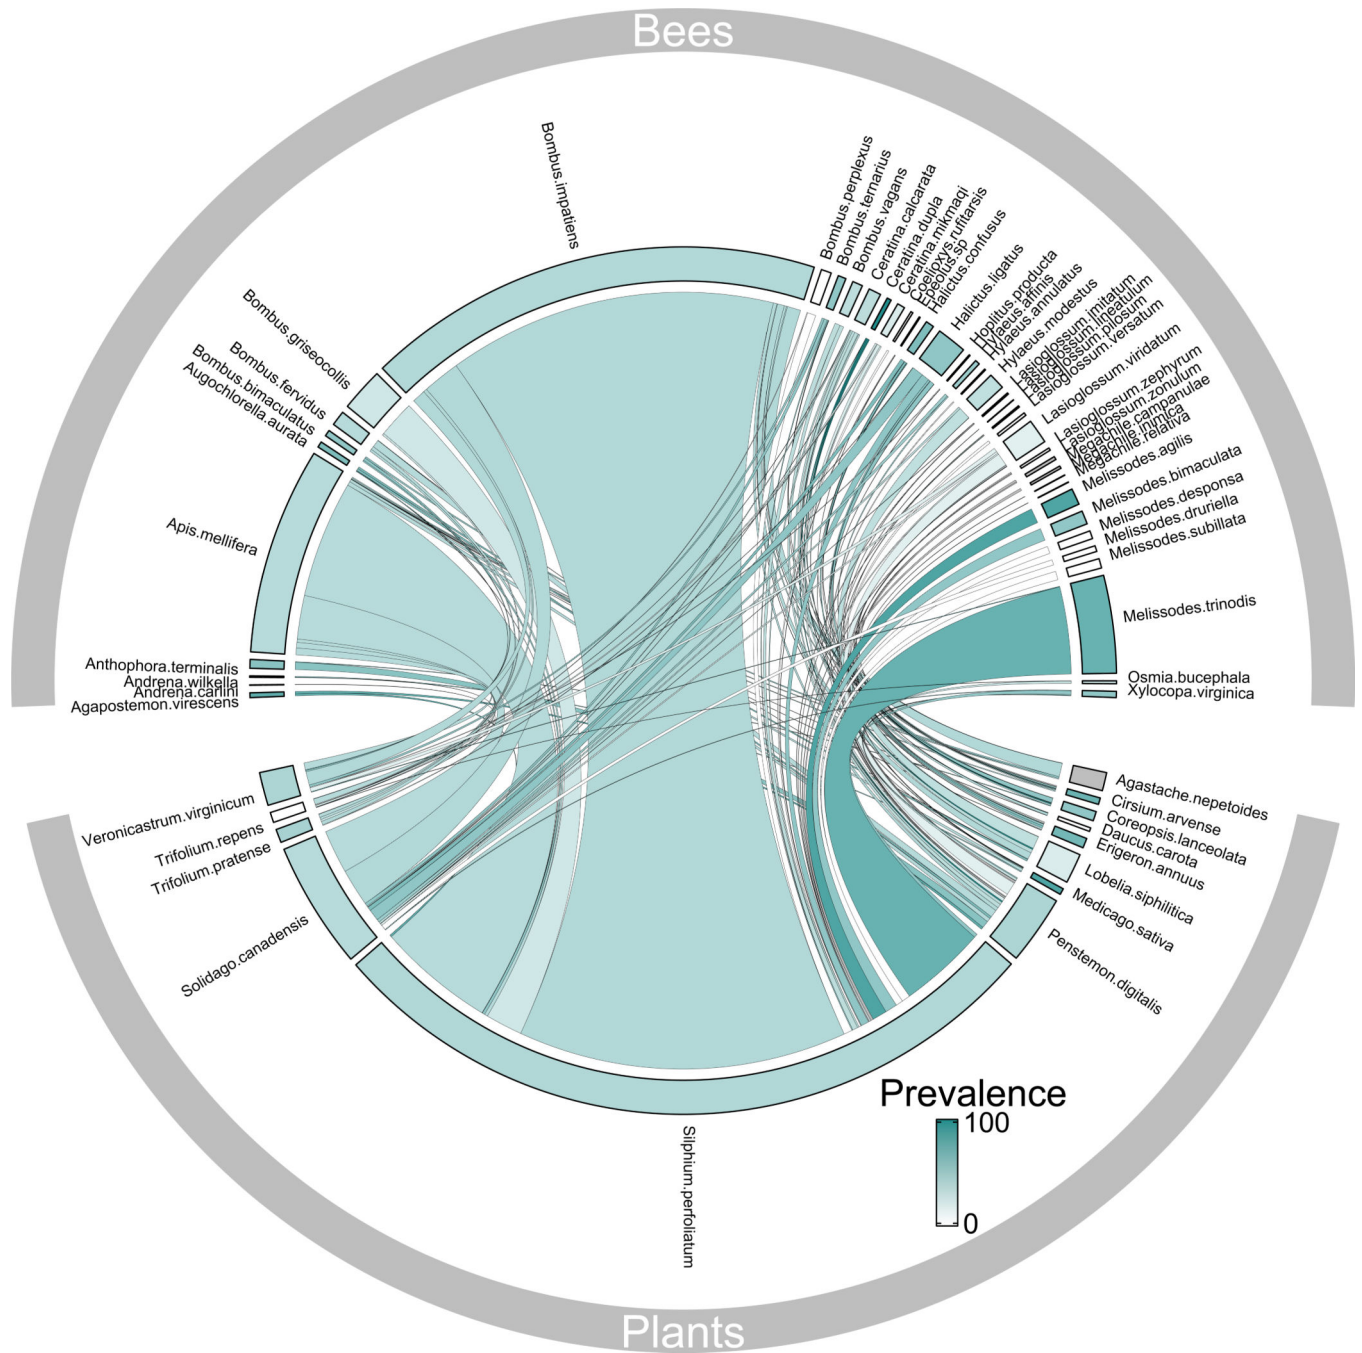 Bees
Bombus.impatiens
Bombus.perplexus
Bombus.ternarius
Bombus.vagans
Ceratina.calcarata
Ceratina.dupla
Ceratina.mikmaqi
Coelioxys.rufitarsis
Epeolus.sp
Halictus.confusus
Halictus.ligatus
Hoplitus.producta
Hylaeus.affinis
Hylaeus.annulatus
Hylaeus.modestus
Lasioglossum.imitatum
Lasioglossum.lineatulum
Lasioglossum.pilosum
Lasioglossum.versatum
Lasioglossum.viridatum
Lasioglossum.zephyrum
Lasioglossum.zonulum
Megachile.campanulae
Megachile.inimica
Megachile.relativa
Melissodes.agilis
Melissodes.bimaculata
Melissodes.desponsa
Melissodes.druriella
Melissodes.subillata
Melissodes.trinodis
Osmia.bucephala
Xylocopa.virginica
Bombus.griseocollis
Bombus.fervidus
Bombus.bimaculatus
Augochlorella.aurata
Apis.mellifera
Anthophora.terminalis
Andrena.wilkella
Andrena.carlini
Agapostemon.virescens
Veronicastrum.virginicum
Trifolium.repens
Trifolium.pratense
Solidago.canadensis
Silphium.perfoliatum
Agastache.nepetoides
Cirsium.arvense
Coreopsis.lanceolata
Daucus.carota
Erigeron.annuus
Lobelia.siphilitica
Medicago.sativa
Penstemon.digitalis
Prevalence
100
0
Plants